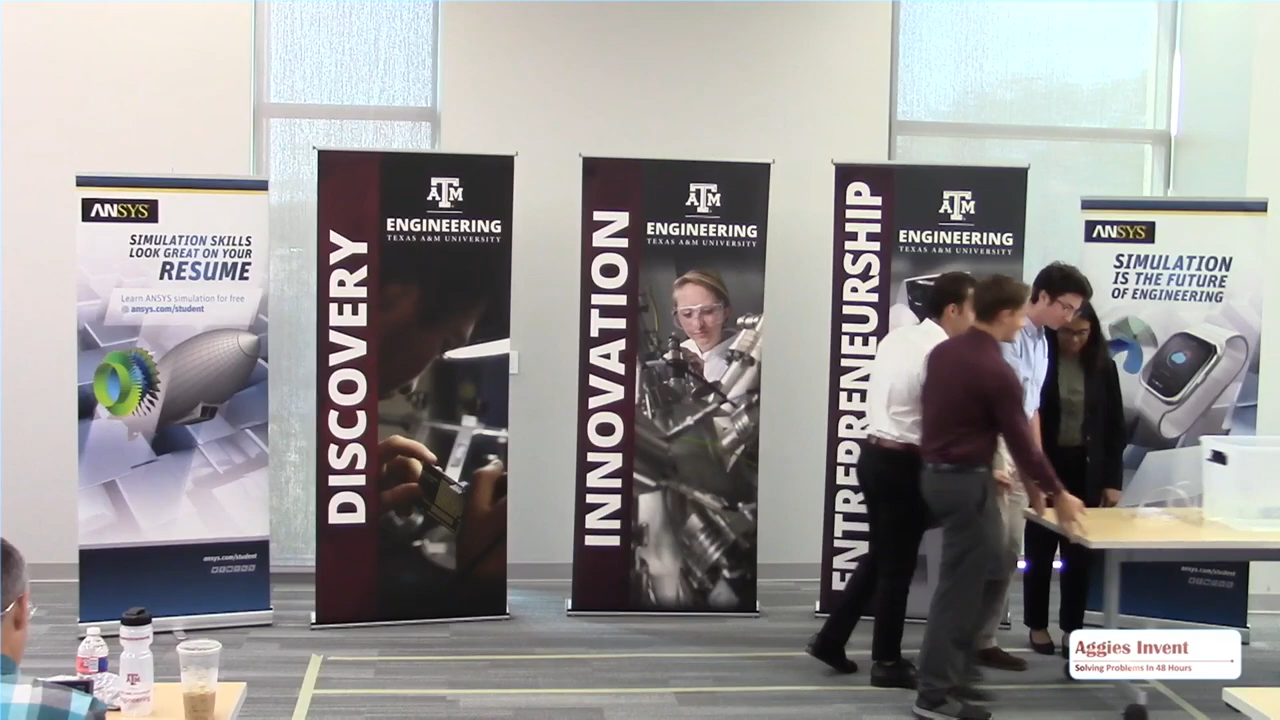 ANSYS
SIMULATION SKILLS
LOOK GREAT ON YOUR
RESUME
Learn ANSYS simulation for free
@ ansys.com/student
ansys.com/student
DISCOVERY
ATM
ENGINEERING
TEXAS A&M UNIVERSITY
INNOVATION
ATM
ENGINEERING
TEXAS A&M UNIVERSITY
ENTREPRENEURSHIP
ATM
ENGINEERING
TEXAS A&M UNIVERSITY
ANSYS
SIMULATION
IS THE FUTURE
OF ENGINEERING
ansys.com/student
ATM
Aggies Invent
Solving Problems In 48 Hours